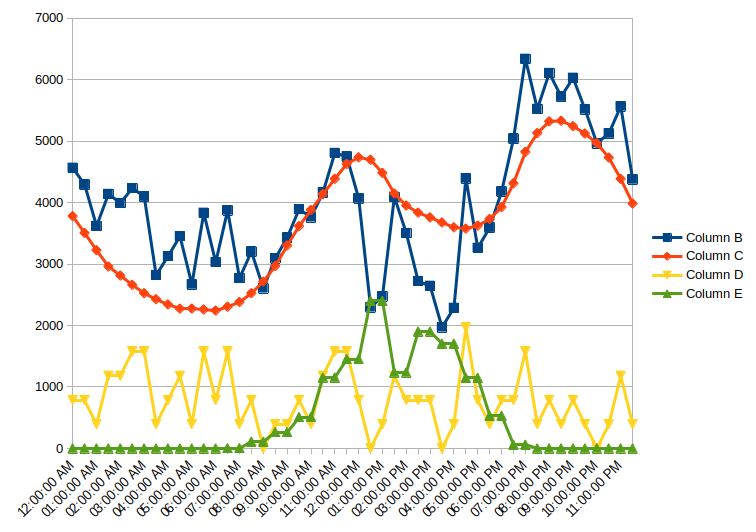 7000
6000
5000
4000
3000
2000
1000
0
12:00:00 AM
01:00:00 AM
02:00:00 AM
03:00:00 AM
04:00:00 AM
05:00:00 AM
06:00:00 AM
07:00:00 AM
08:00:00 AM
09:00:00 AM
10:00:00 AM
11:00:00 AM
12:00:00 PM
01:00:00 PM
02:00:00 PM
03:00:00 PM
04:00:00 PM
05:00:00 PM
06:00:00 PM
07:00:00 PM
08:00:00 PM
09:00:00 PM
10:00:00 PM
11:00:00 PM
Column B
Column C
Column D
Column E